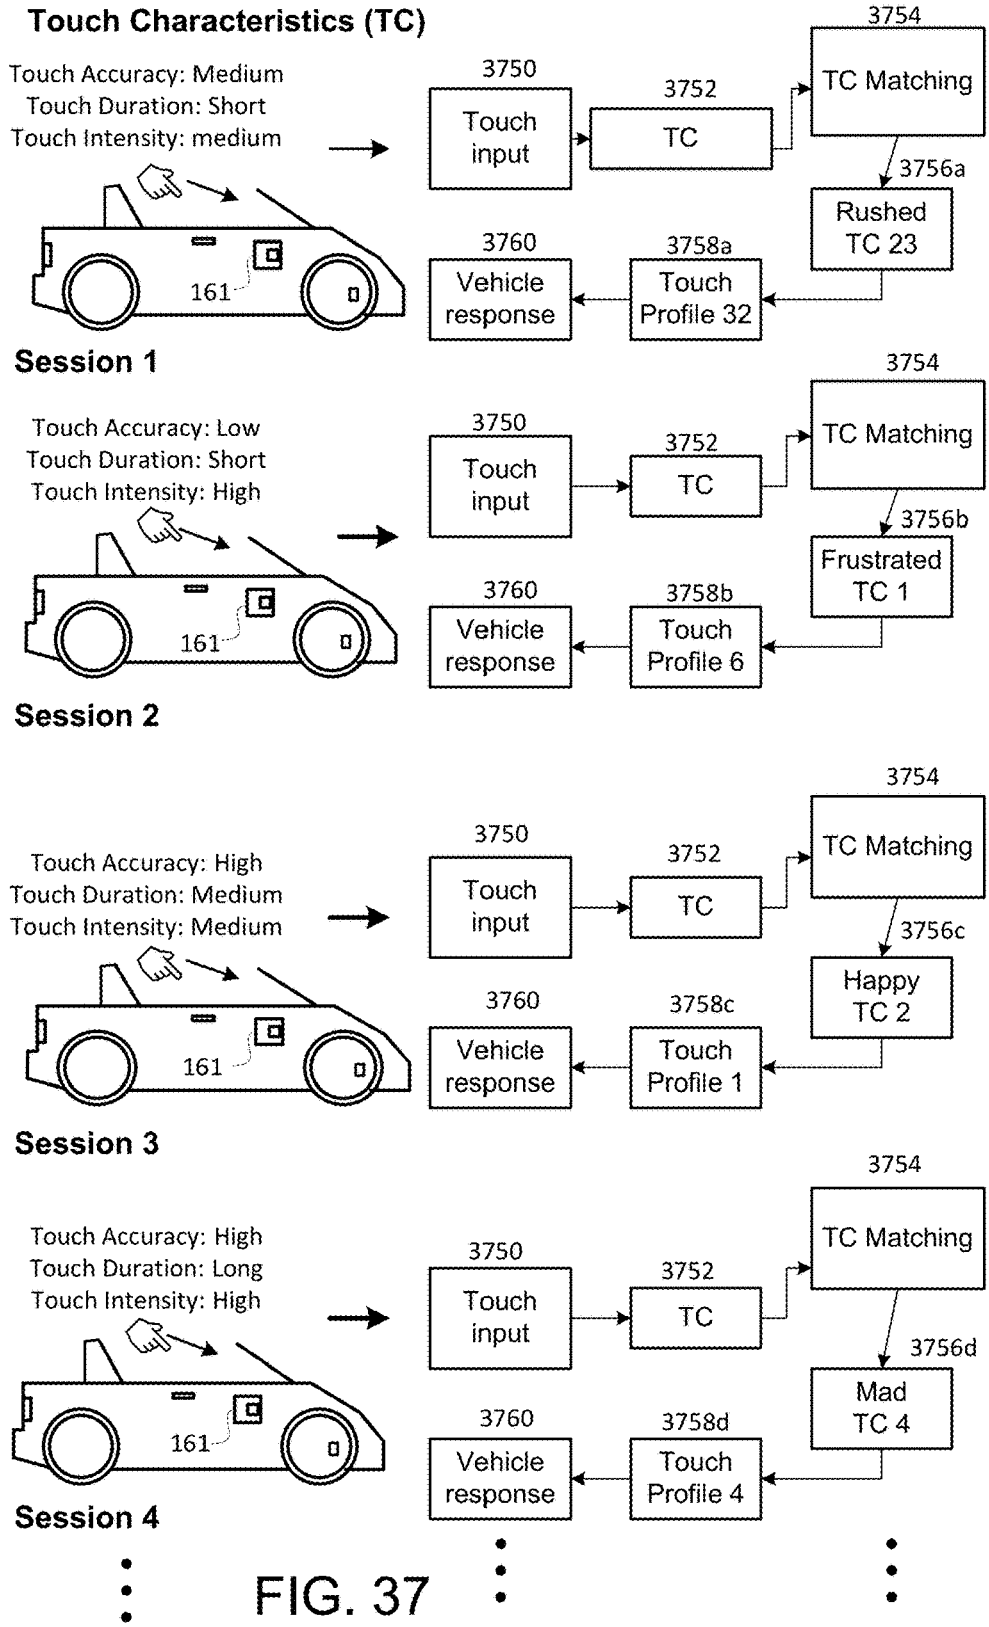 Touch Characteristics (TC)
Touch Accuracy: Medium
Touch Duration: Short
Touch Intensity: medium
3750
Touch
input
3752
TC
3754
TC Matching
3756a
Rushed
TC 23
3758a
Touch
Profile 32
3760
Vehicle
response
161
Session 1
Touch Accuracy: Low
Touch Duration: Short
Touch Intensity: High
3750
Touch
input
3752
TC
3754
TC Matching
3756b
Frustrated
TC 1
3758b
Touch
Profile 6
3760
Vehicle
response
161
Session 2
Touch Accuracy: High
Touch Duration: Medium
Touch Intensity: Medium
3750
Touch
input
3752
TC
3754
TC Matching
3756c
Happy
TC 2
3758c
Touch
Profile 1
3760
Vehicle
response
161
Session 3
Touch Accuracy: High
Touch Duration: Long
Touch Intensity: High
3750
Touch
input
3752
TC
3754
TC Matching
3756d
Mad
TC 4
3758d
Touch
Profile 4
3760
Vehicle
response
161
Session 4
FIG. 37